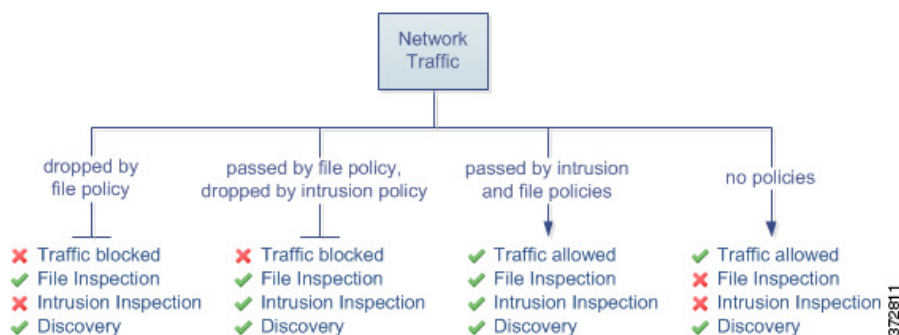 Network
Traffic
dropped by
file policy
passed by file policy,
dropped by intrusion policy
passed by intrusion
and file policies
no policies
Traffic blocked
File Inspection
Intrusion Inspection
Discovery
Traffic blocked
File Inspection
Intrusion Inspection
Discovery
Traffic allowed
File Inspection
Intrusion Inspection
Discovery
Traffic allowed
File Inspection
Intrusion Inspection
Discovery
372811